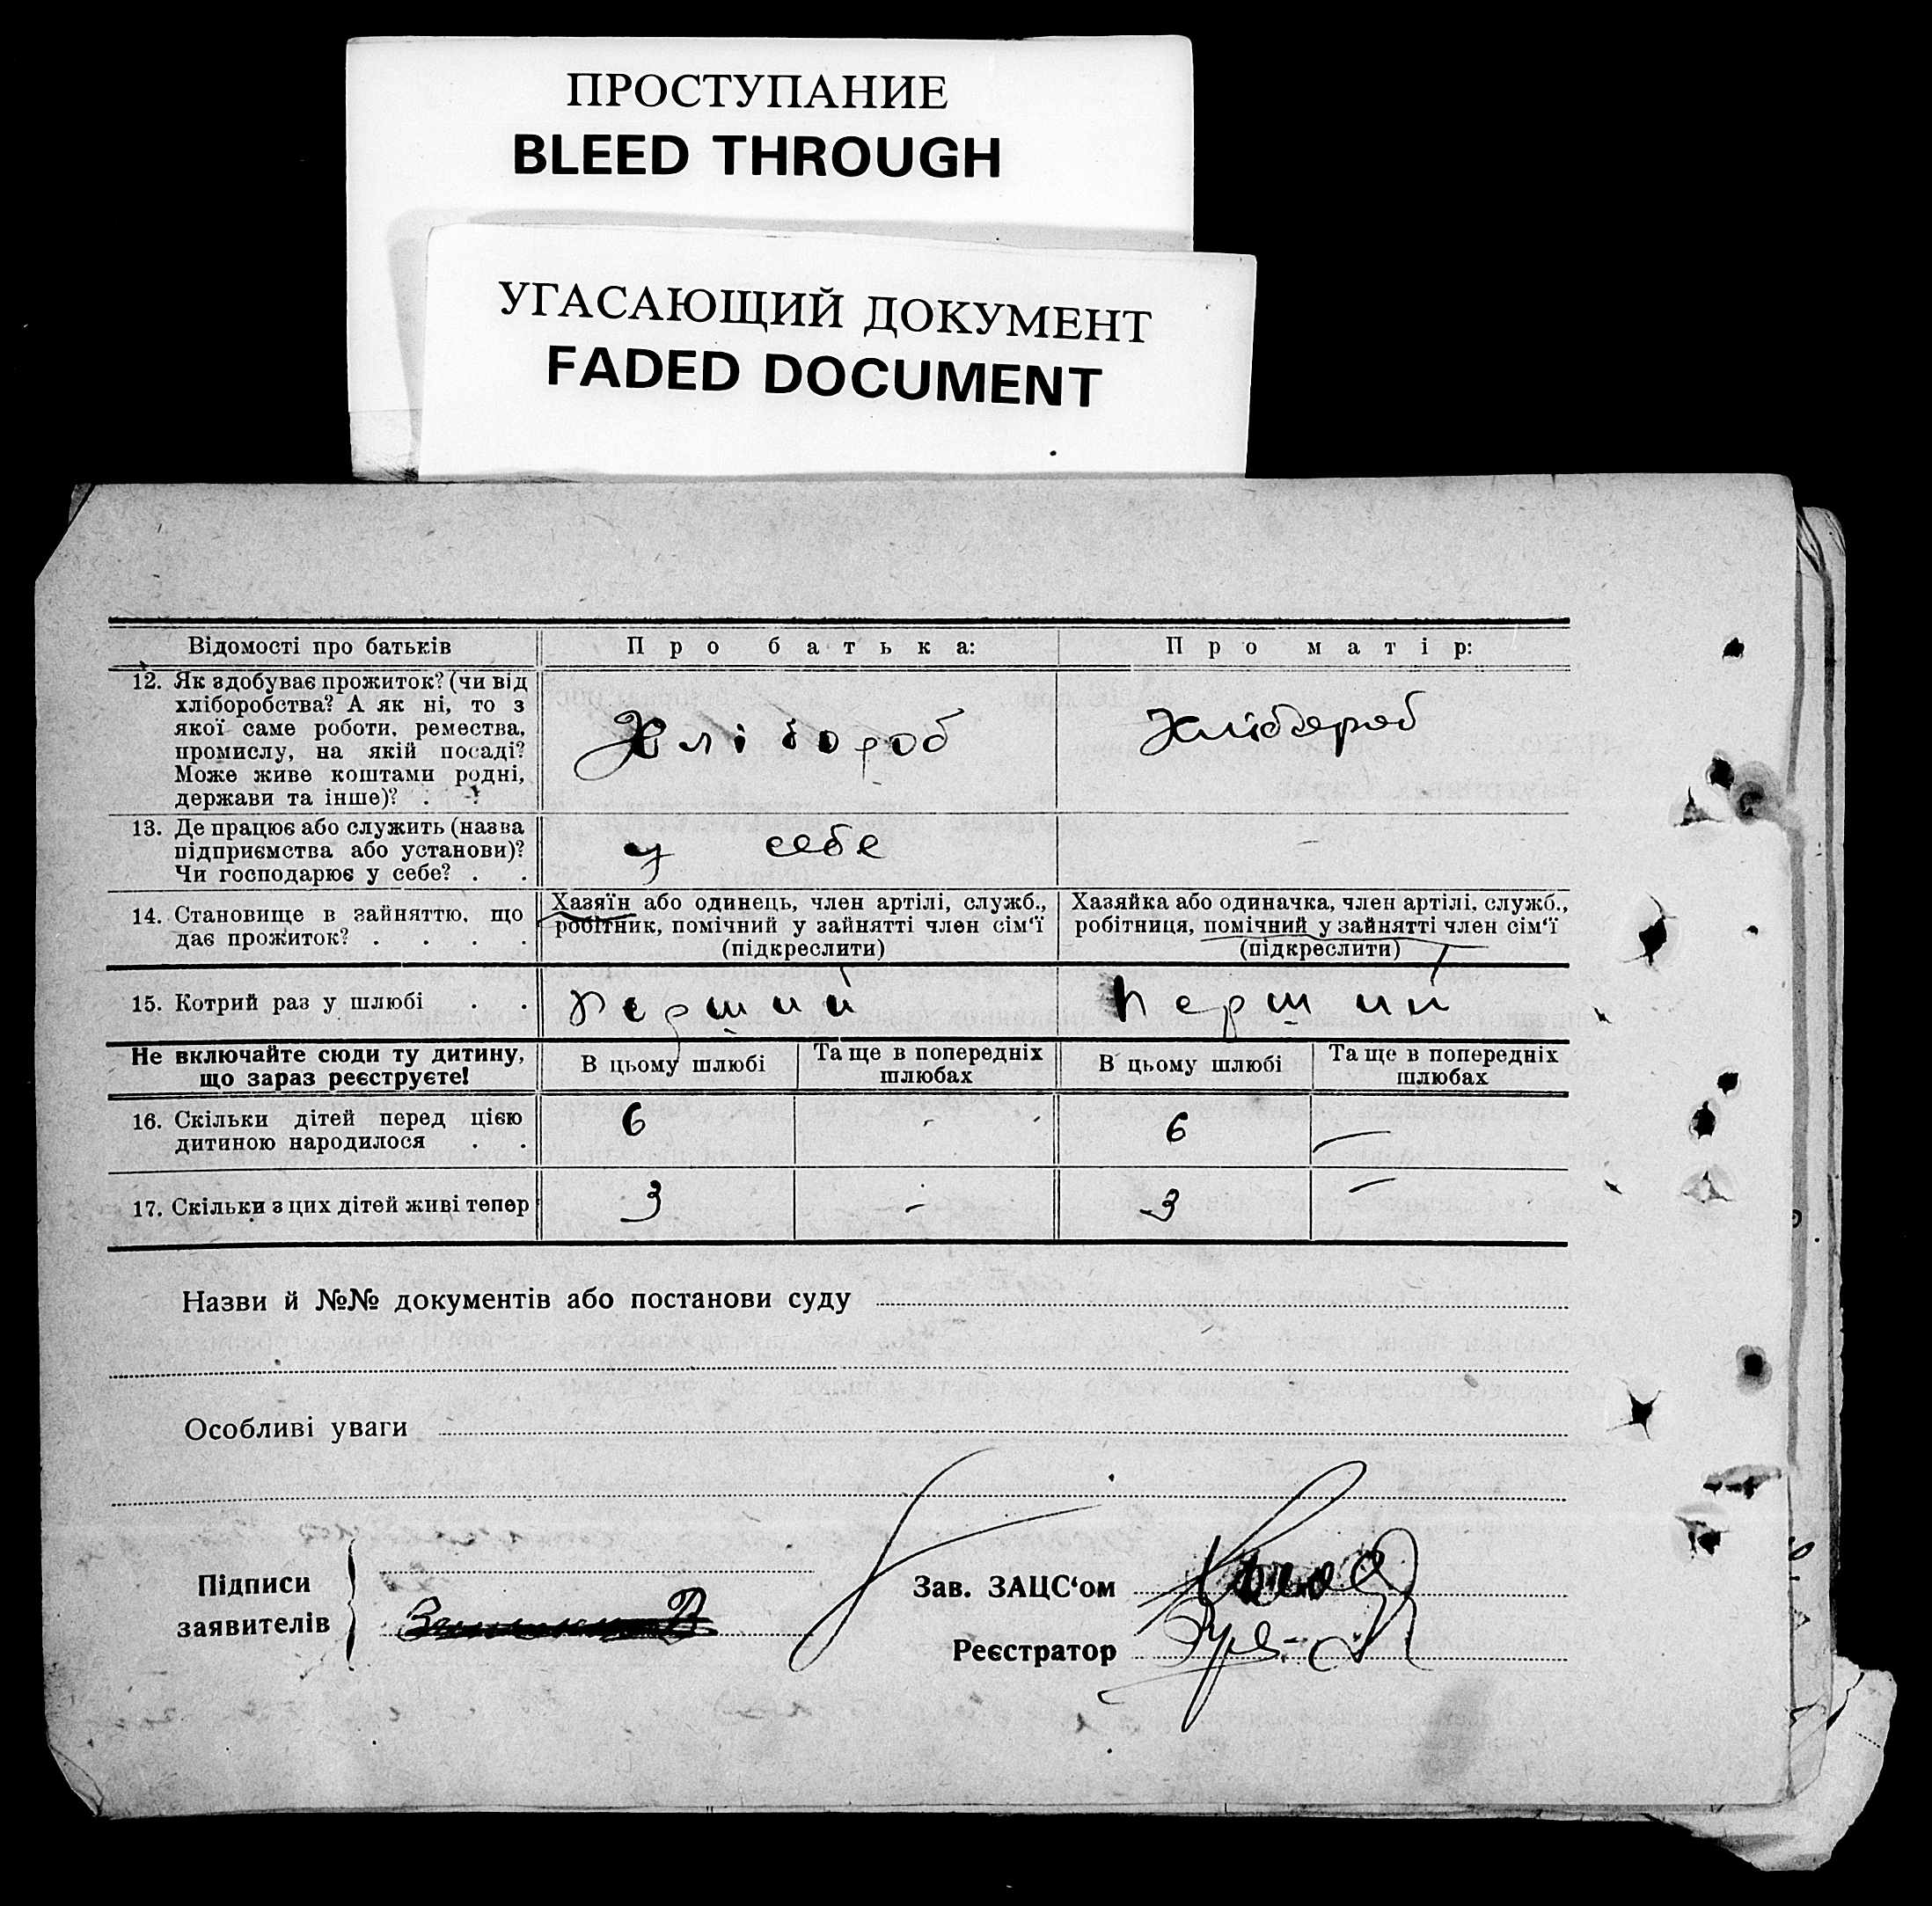 ПРОСТУПАНИЕ
BLEED THROUGH
УГАСАЮЩИЙ ДОКУМЕНТ
FADED DOCUMENT
Відомості про батьків
Про батька:
Про матір:
12. Як здобуває прожиток? (чи від
хліборобства? А як ні, то з
якої саме роботи, ремества,
промислу, на якій посаді?
Може живе коштами родні,
держави та інше)? .
Хлібороб
Хлібороб
13. Де працює або служить (назва
підприємства або установи)?
Чи господарює у себе? . .
у себе
–
14. Становище в зайняттю, що
дає прожиток? . . . .
Хазяїн або одинець, член артілі, служб.,
робітник, помічний у зайнятті член сім‘ї
(підкреслити)
Хазяйка або одиначка, член артілі, служб.,
робітниця, помічний у зайнятті член сім‘ї
(підкреслити)
15. Котрий раз у шлюбі . .
Перший
Перший
Не включайте сюди ту дитину,
що зараз реєструєте!
В цьому шлюбі
Та ще в попередніх
шлюбах
В цьому шлюбі
Та ще в попередніх
шлюбах
16. Скільки дітей перед цією
дитиною народилося . .
6
-
6
—
17. Скільки з цих дітей живі тепер
3
–
3
—
Назви й №№ документів або постанови суду
Особливі уваги
Підписи
заявителів
Зав. ЗАЦС‘ом
Реєстратор